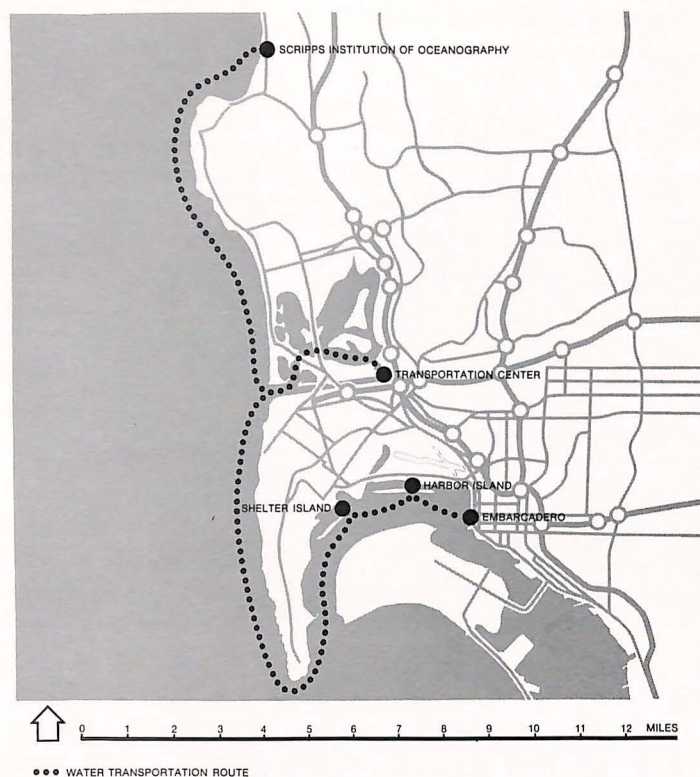 SCRIPPS INSTITUTION OF OCEANOGRAPHY
TRANSPORTATION CENTER
HARBOR ISLAND
SHELTER ISLAND
EMBARCADERO
0 1 2 3 4 5 6 7 8 9 10 11 12 MILES
WATER TRANSPORTATION ROUTE